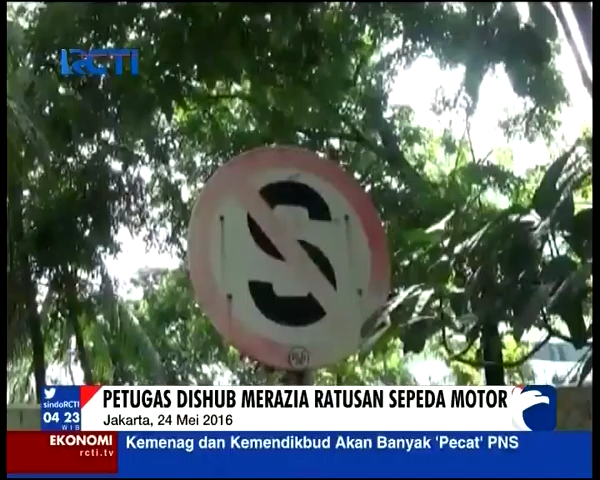 RCTI
S
sindoRCTI
04 23
WIB
PETUGAS DISHUB MERAZIA RATUSAN SEPEDA MOTOR
Jakarta, 24 Mei 2016
EKONOMI
rcti.tv
Kemenag dan Kemendikbud Akan Banyak 'Pecat' PNS